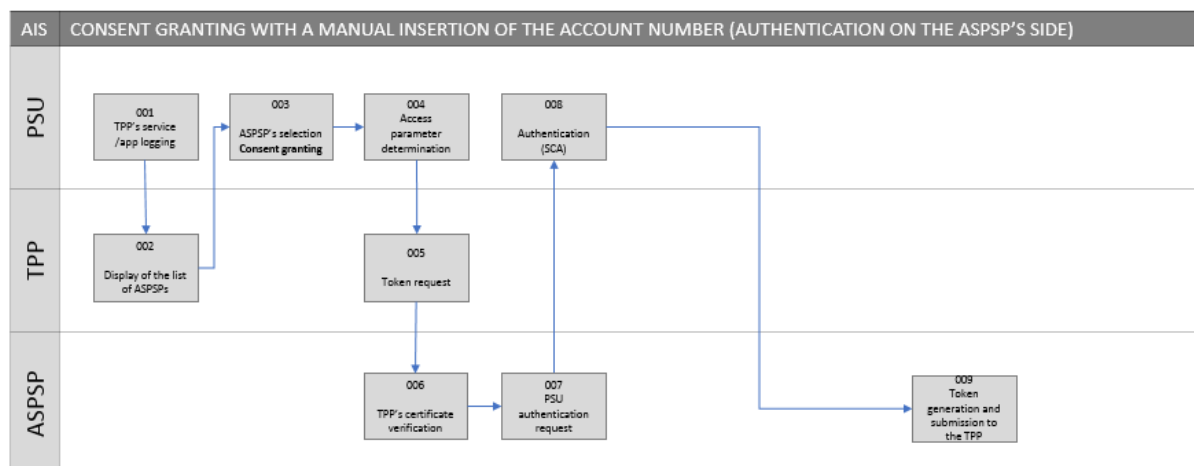 AIS
CONSENT GRANTING WITH A MANUAL INSERTION OF THE ACCOUNT NUMBER (AUTHENTICATION ON THE ASPSP'S SIDE)
PSU
001
TPP's service
/app logging
003
ASPSP's selection
Consent granting
004
Access
parameter
determination
008
Authentication
(SCA)
TPP
002
Display of the list
of ASPSPs
005
Token request
ASPSP
006
TPP's certificate
verification
007
PSU
authentication
request
009
Token
generation and
submission to
the TPP